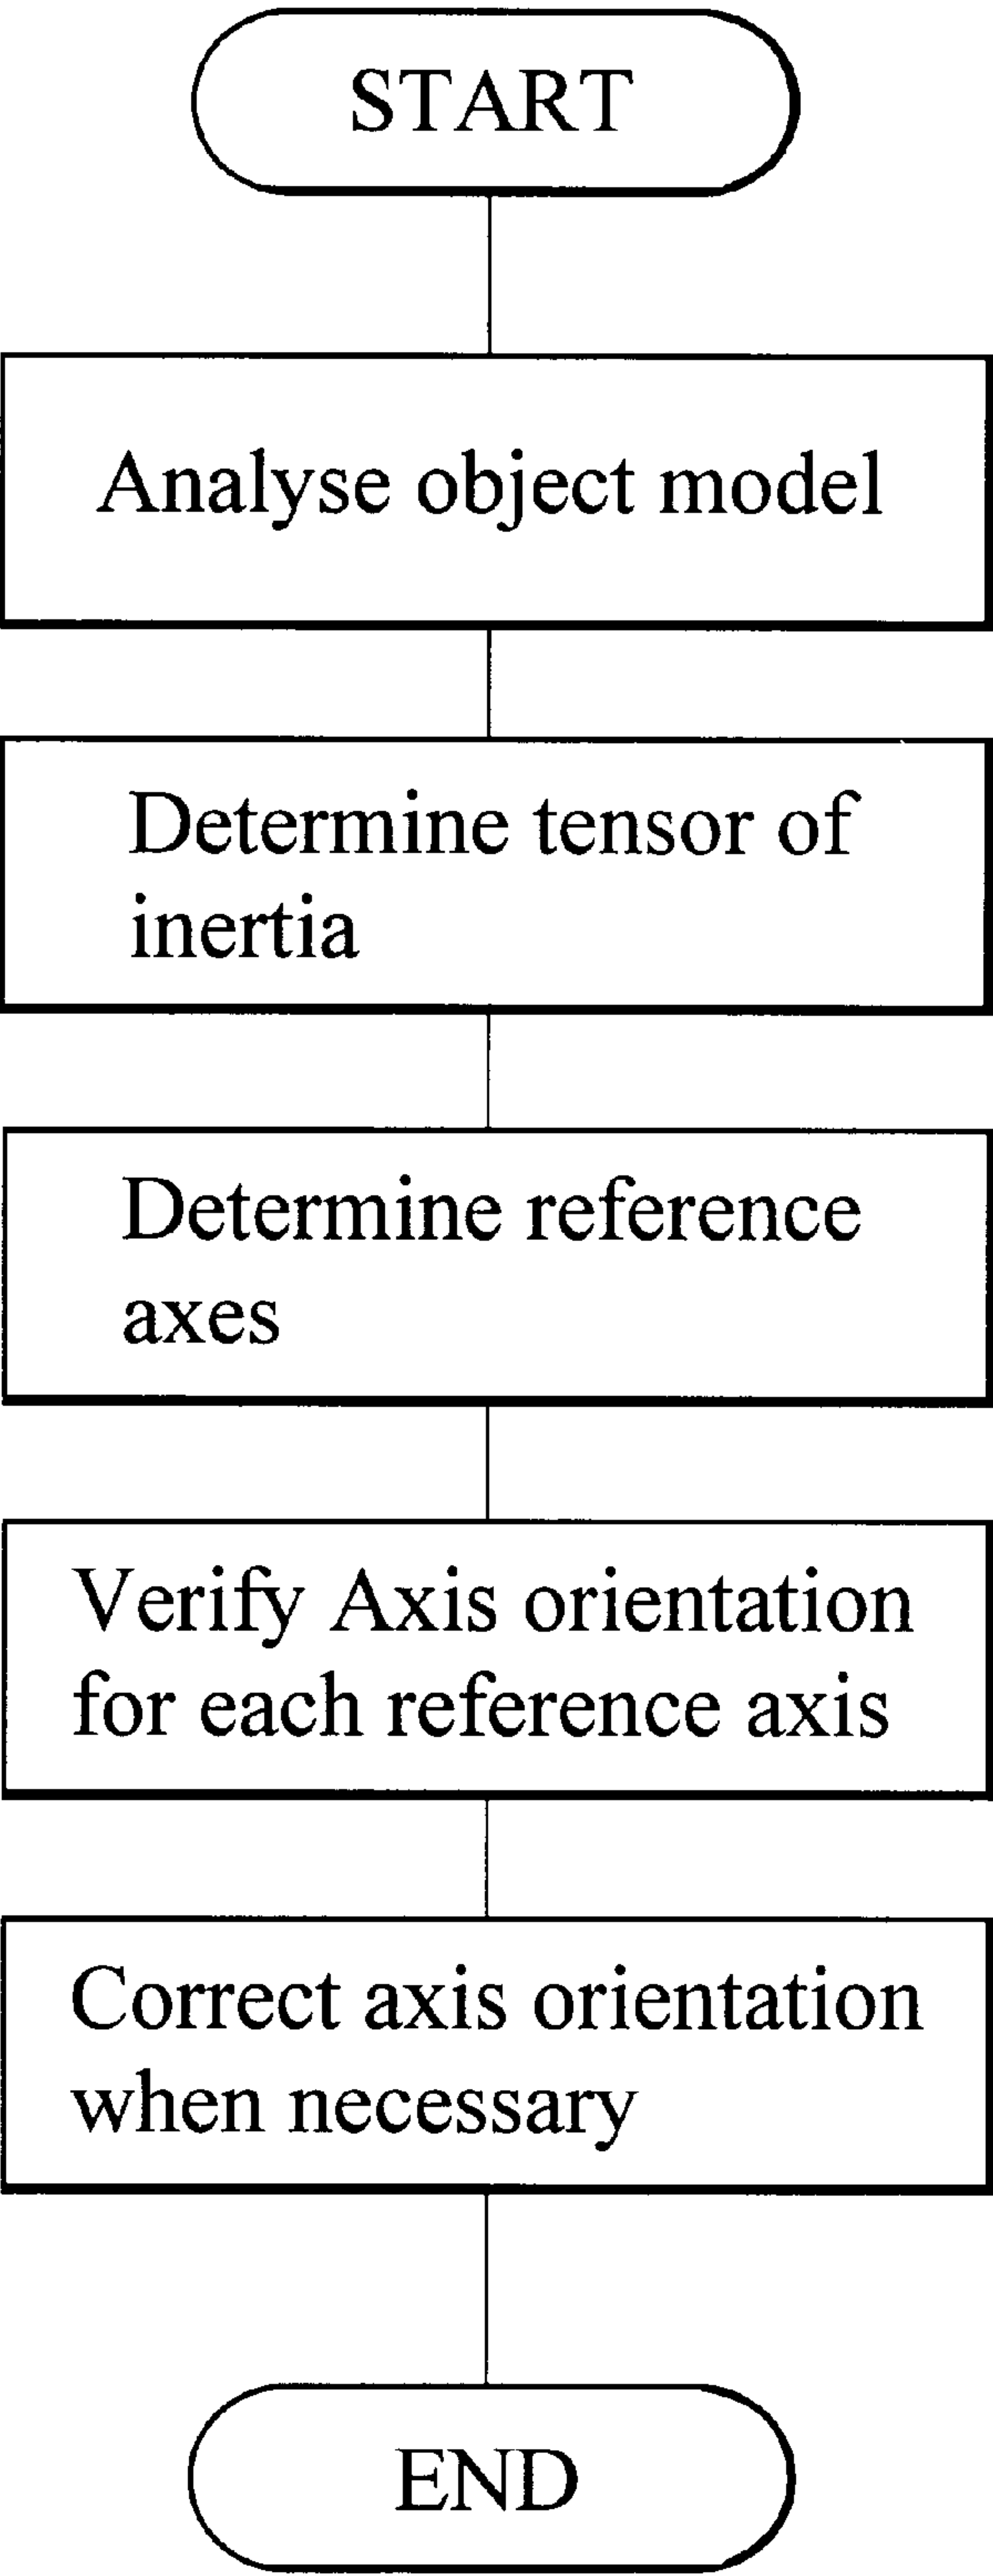 START
Analyse object model
Determine tensor of
inertia
Determine reference
axes
Verify Axis orientation
for each reference axis
Correct axis orientation
when necessary
END